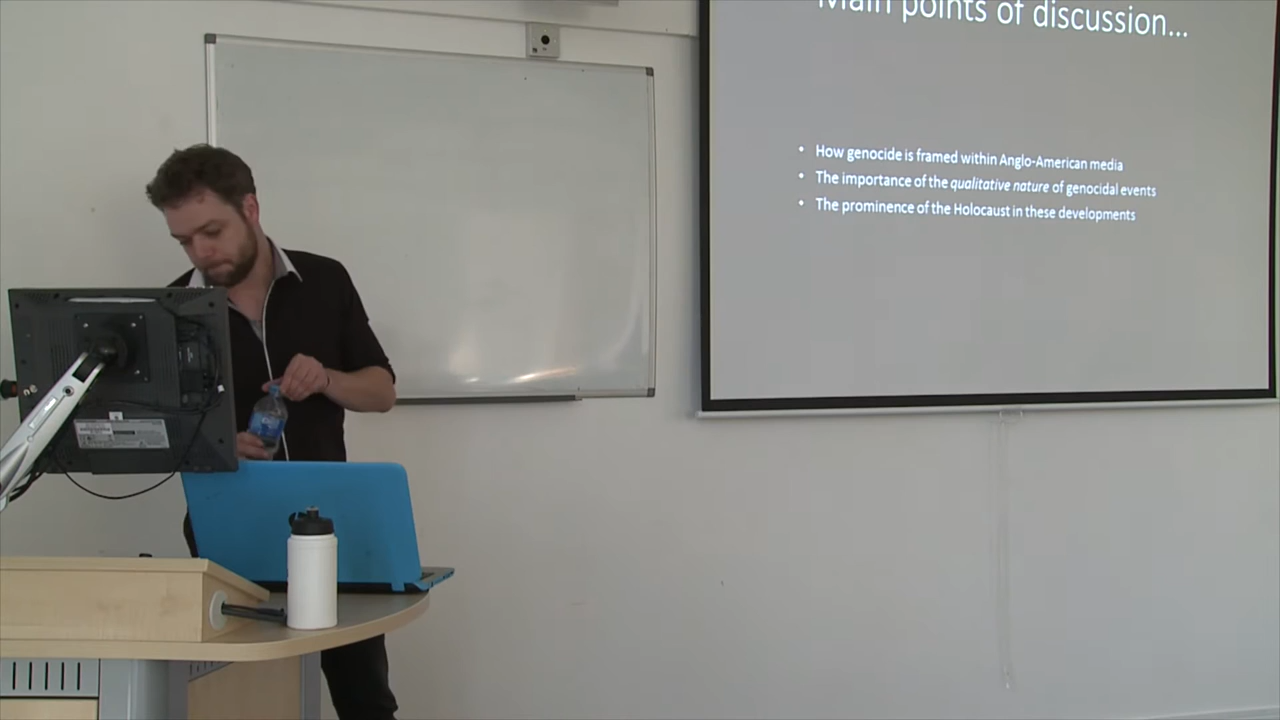 Main points of discussion...
• How genocide is framed within Anglo-American media
• The importance of the qualitative nature of genocidal events
• The prominence of the Holocaust in these developments